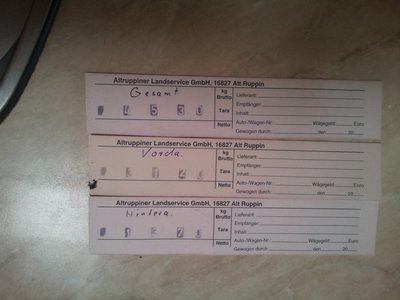 Altruppiner Landservice GmbH, 16827 Alt Ruppin
Gesamt
kg
Brutto
Tara
Netto
Lieferant:
Empfänger:
Inhalt:
Auto-/Wagen-Nr. Wägegeld Euro
Gewogen durch: den 20
Altruppiner Landservice GmbH, 16827 Alt Ruppin
Vorda.
kg
Brutto
Tara
Netto
Lieferant:
Empfänger:
Inhalt:
Auto-/Wagen-Nr. Wägegeld Euro
Gewogen durch: den 20
Altruppiner Landservice GmbH, 16827 Alt Ruppin
Hintera.
kg
Brutto
Tara
Netto
Lieferant:
Empfänger:
Inhalt:
Auto-/Wagen-Nr. Wägegeld Euro
Gewogen durch: den 20